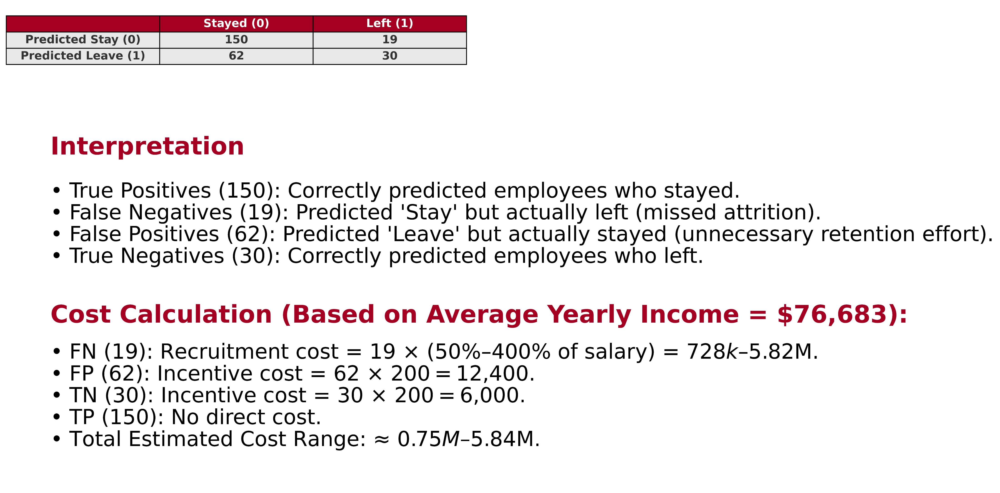 Stayed (0) Left (1)
Predicted Stay (0) 150 19
Predicted Leave (1) 62 30
Interpretation
• True Positives (150): Correctly predicted employees who stayed.
• False Negatives (19): Predicted 'Stay' but actually left (missed attrition).
• False Positives (62): Predicted 'Leave' but actually stayed (unnecessary retention effort).
• True Negatives (30): Correctly predicted employees who left.
Cost Calculation (Based on Average Yearly Income = $76,683):
• FN (19): Recruitment cost = 19 × (50%–400% of salary) = 728k–5.82M.
• FP (62): Incentive cost = 62 × 200 = 12,400.
• TN (30): Incentive cost = 30 × 200 = 6,000.
• TP (150): No direct cost.
• Total Estimated Cost Range: ≈ 0.75M–5.84M.